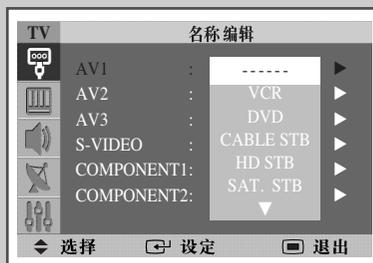 TV 名称编辑
AV1 : ------
AV2 : VCR
AV3 : DVD
S-VIDEO : CABLE STB
COMPONENT1: HD STB
COMPONENT2: SAT. STB
选择 设定 退出